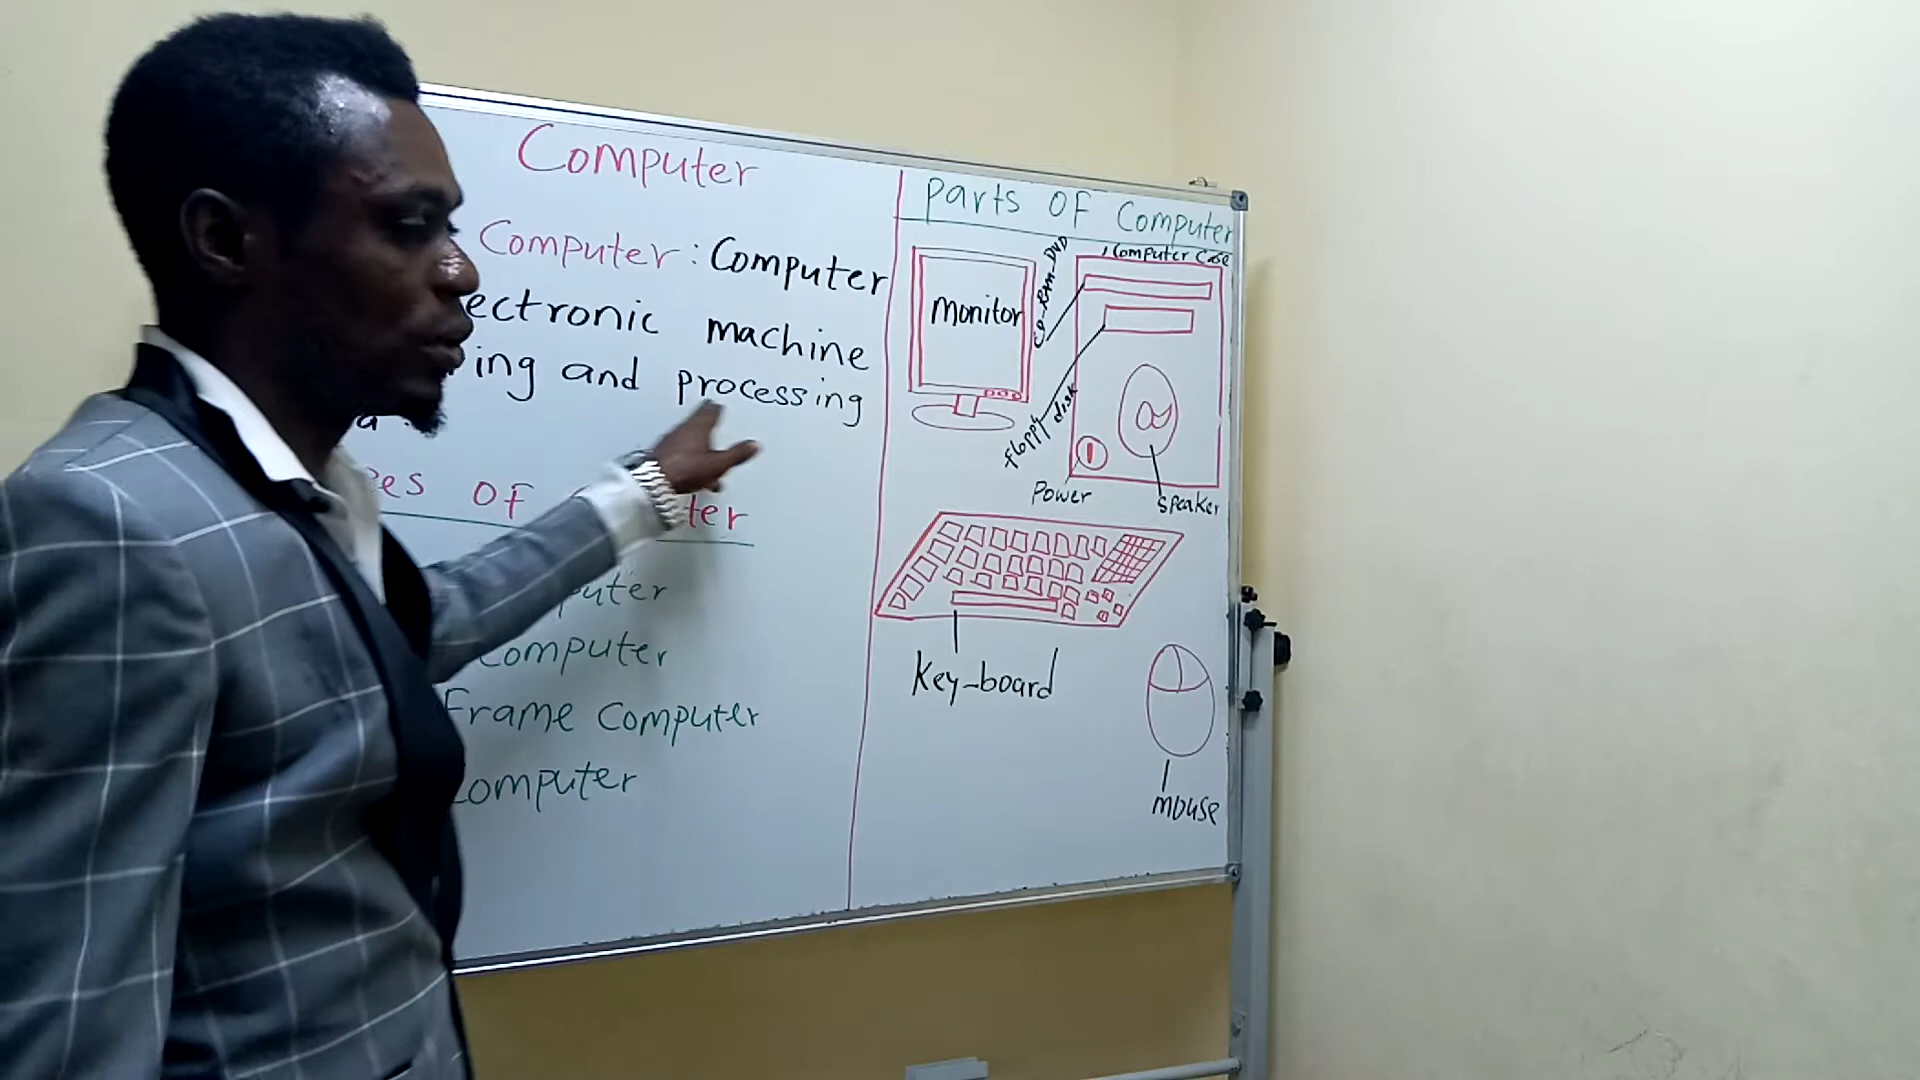 Computer
Computer: Computer
ectronic machine
ing and processing
a.
es OF ter
puter
Computer
Frame Computer
Computer
Parts OF Computer
Computer Case
CD-Rom-DVD
Monitor
floppy disk
Power
Speaker
key-board
mouse